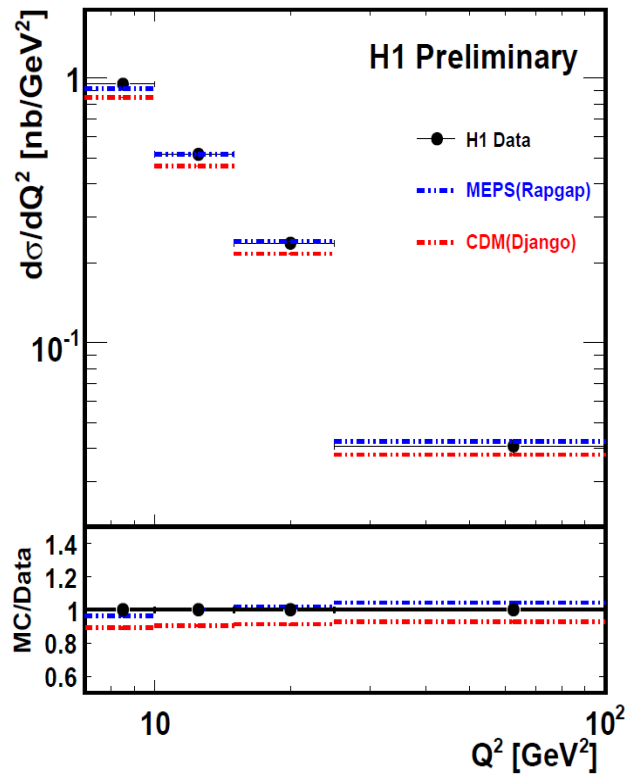 H1 Preliminary
dσ/dQ² [nb/GeV²]
1
10⁻¹
H1 Data
MEPS(Rapgap)
CDM(Django)
MC/Data
1.4
1.2
1
0.8
0.6
10
10²
Q² [GeV²]